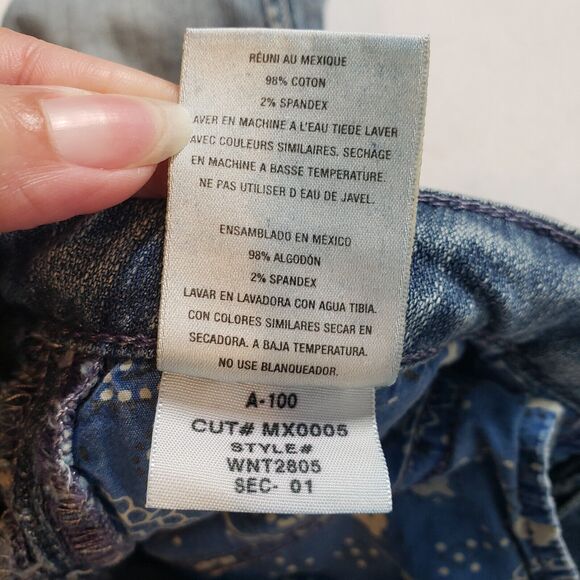 RÉUNI AU MEXIQUE
98% COTON
2% SPANDEX
AVER EN MACHINE A L'EAU TIEDE LAVER
AVEC COULEURS SIMILAIRES. SECHAGE
EN MACHINE A BASSE TEMPERATURE.
NE PAS UTILISER D EAU DE JAVEL.
ENSAMBLADO EN MÉXICO
98% ALGODÓN
2% SPANDEX
LAVAR EN LAVADORA CON AGUA TIBIA.
CON COLORES SIMILARES SECAR EN
SECADORA. A BAJA TEMPERATURA.
NO USE BLANQUEADOR.
A-100
CUT# MX0005
STYLE#
WNT2805
SEC- 01